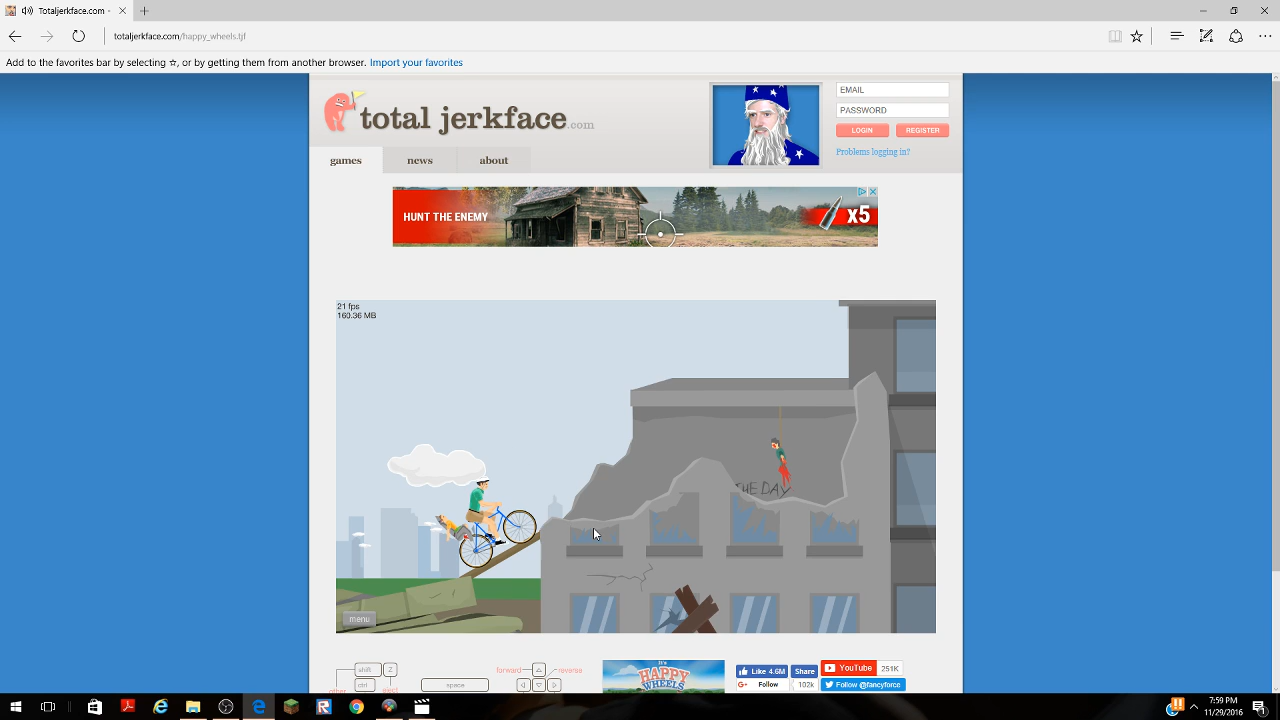 Totaljerkface.com -
totaljerkface.com/happy_wheels.tjf
Add to the favorites bar by selecting ☆, or by getting them from another browser. Import your favorites
total jerkface.com
EMAIL
PASSWORD
LOGIN REGISTER
Problems logging in?
games news about
HUNT THE ENEMY
x5
21 fps
160.36 MB
THE DAY
menu
shift Z
ctrl
other
eject
space
forward
reverse
It's
HAPPY
WHEELS
Like 4.6M Share YouTube 251K
G+ Follow 102k Follow @fancyforce
7:59 PM
11/29/2016